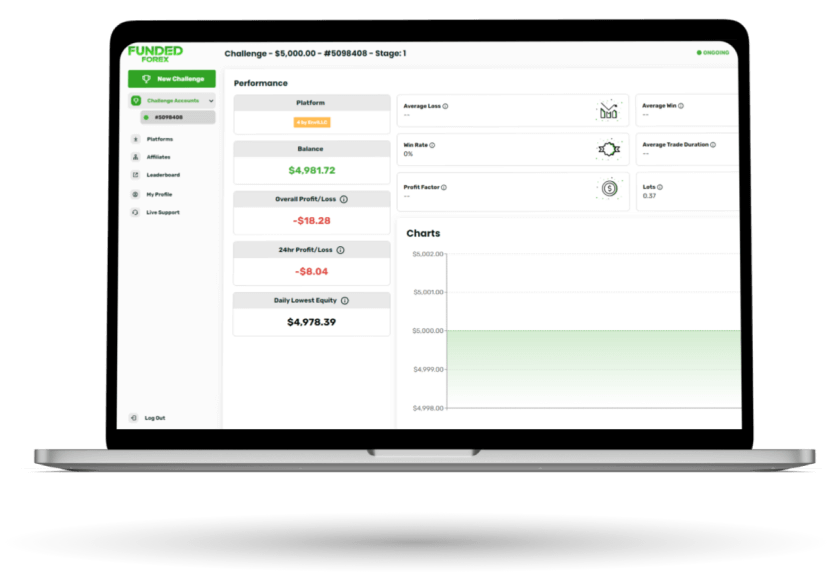 FUNDED
FOREX
Challenge - $5,000.00 - #5098408 - Stage: 1
ONGOING
New Challenge
Challenge Accounts
#5098408
Platforms
Affiliates
Leaderboard
My Profile
Live Support
Log Out
Performance
Platform
Balance
$4,981.72
Overall Profit/Loss
-$18.28
24hr Profit/Loss
-$8.04
Daily Lowest Equity
$4,978.39
Average Loss
--
Average Win
--
Win Rate
0%
Average Trade Duration
--
Profit Factor
--
Lots
0.37
Charts
$5,002.00
$5,001.00
$5,000.00
$4,999.00
$4,998.00